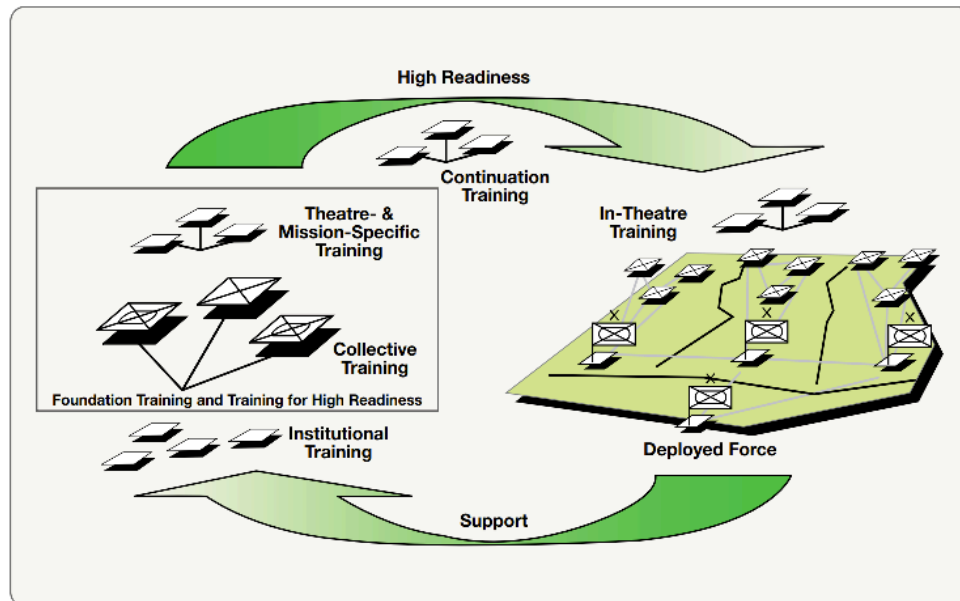 High Readiness
Continuation
Training
Theatre- &
Mission-Specific
Training
In-Theatre
Training
X
X
X
X
Collective
Training
Foundation Training and Training for High Readiness
Institutional
Training
Deployed Force
Support